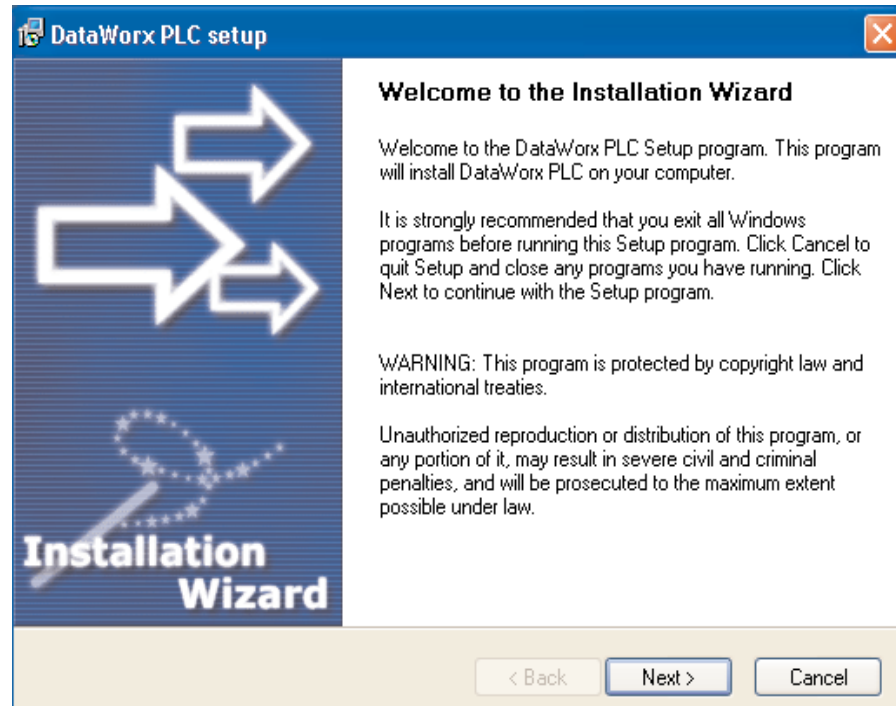 DataWorx PLC setup
Welcome to the Installation Wizard
Welcome to the DataWorx PLC Setup program. This program
will install DataWorx PLC on your computer.
It is strongly recommended that you exit all Windows
programs before running this Setup program. Click Cancel to
quit Setup and close any programs you have running. Click
Next to continue with the Setup program.
WARNING: This program is protected by copyright law and
international treaties.
Unauthorized reproduction or distribution of this program, or
any portion of it, may result in severe civil and criminal
penalties, and will be prosecuted to the maximum extent
possible under law.
Installation
Wizard
< Back
Next >
Cancel